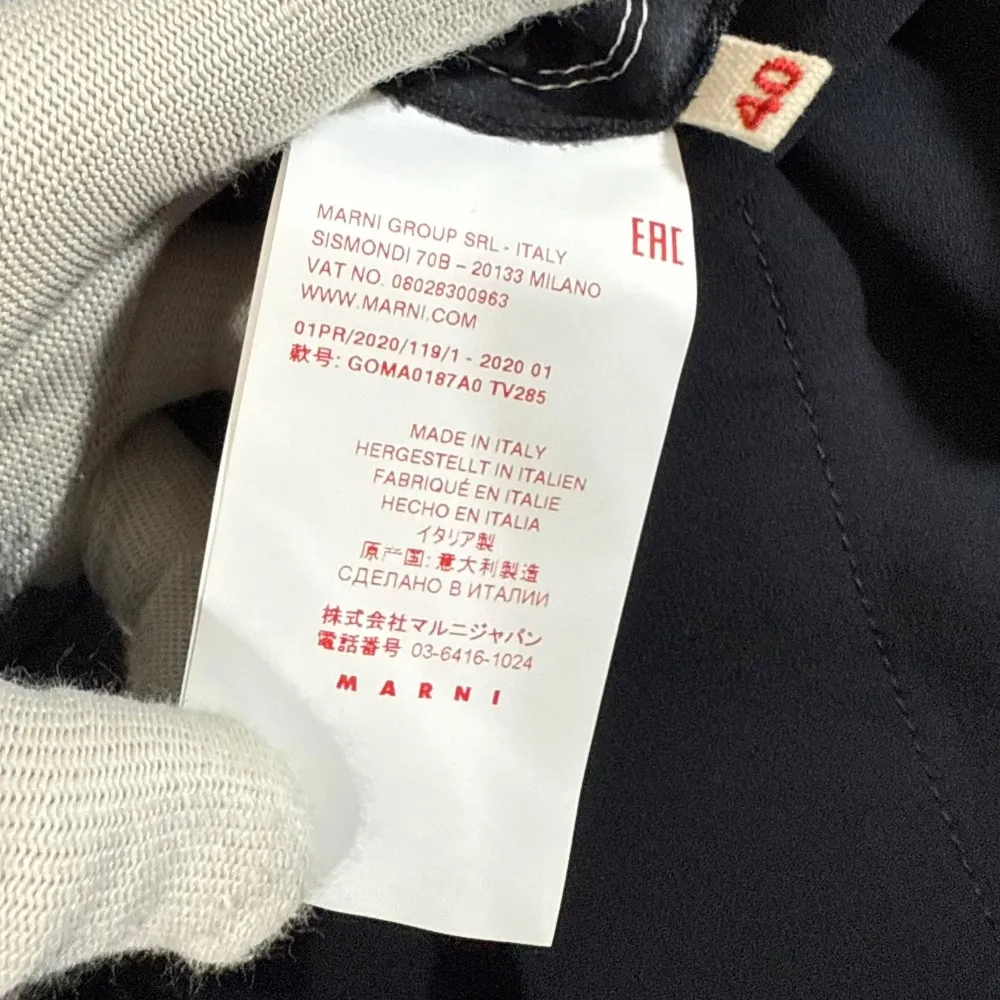 40
EAC
MARNI GROUP SRL - ITALY
SISMONDI 70B – 20133 MILANO
VAT NO. 08028300963
WWW.MARNI.COM
01PR/2020/119/1 - 2020 01
款号: GOMA0187A0 TV285
MADE IN ITALY
HERGESTELLT IN ITALIEN
FABRIQUÉ EN ITALIE
HECHO EN ITALIA
イタリア製
原产国: 意大利製造
СДЕЛАНО В ИТАЛИИ
株式会社マルニジャパン
電話番号 03-6416-1024
MARNI